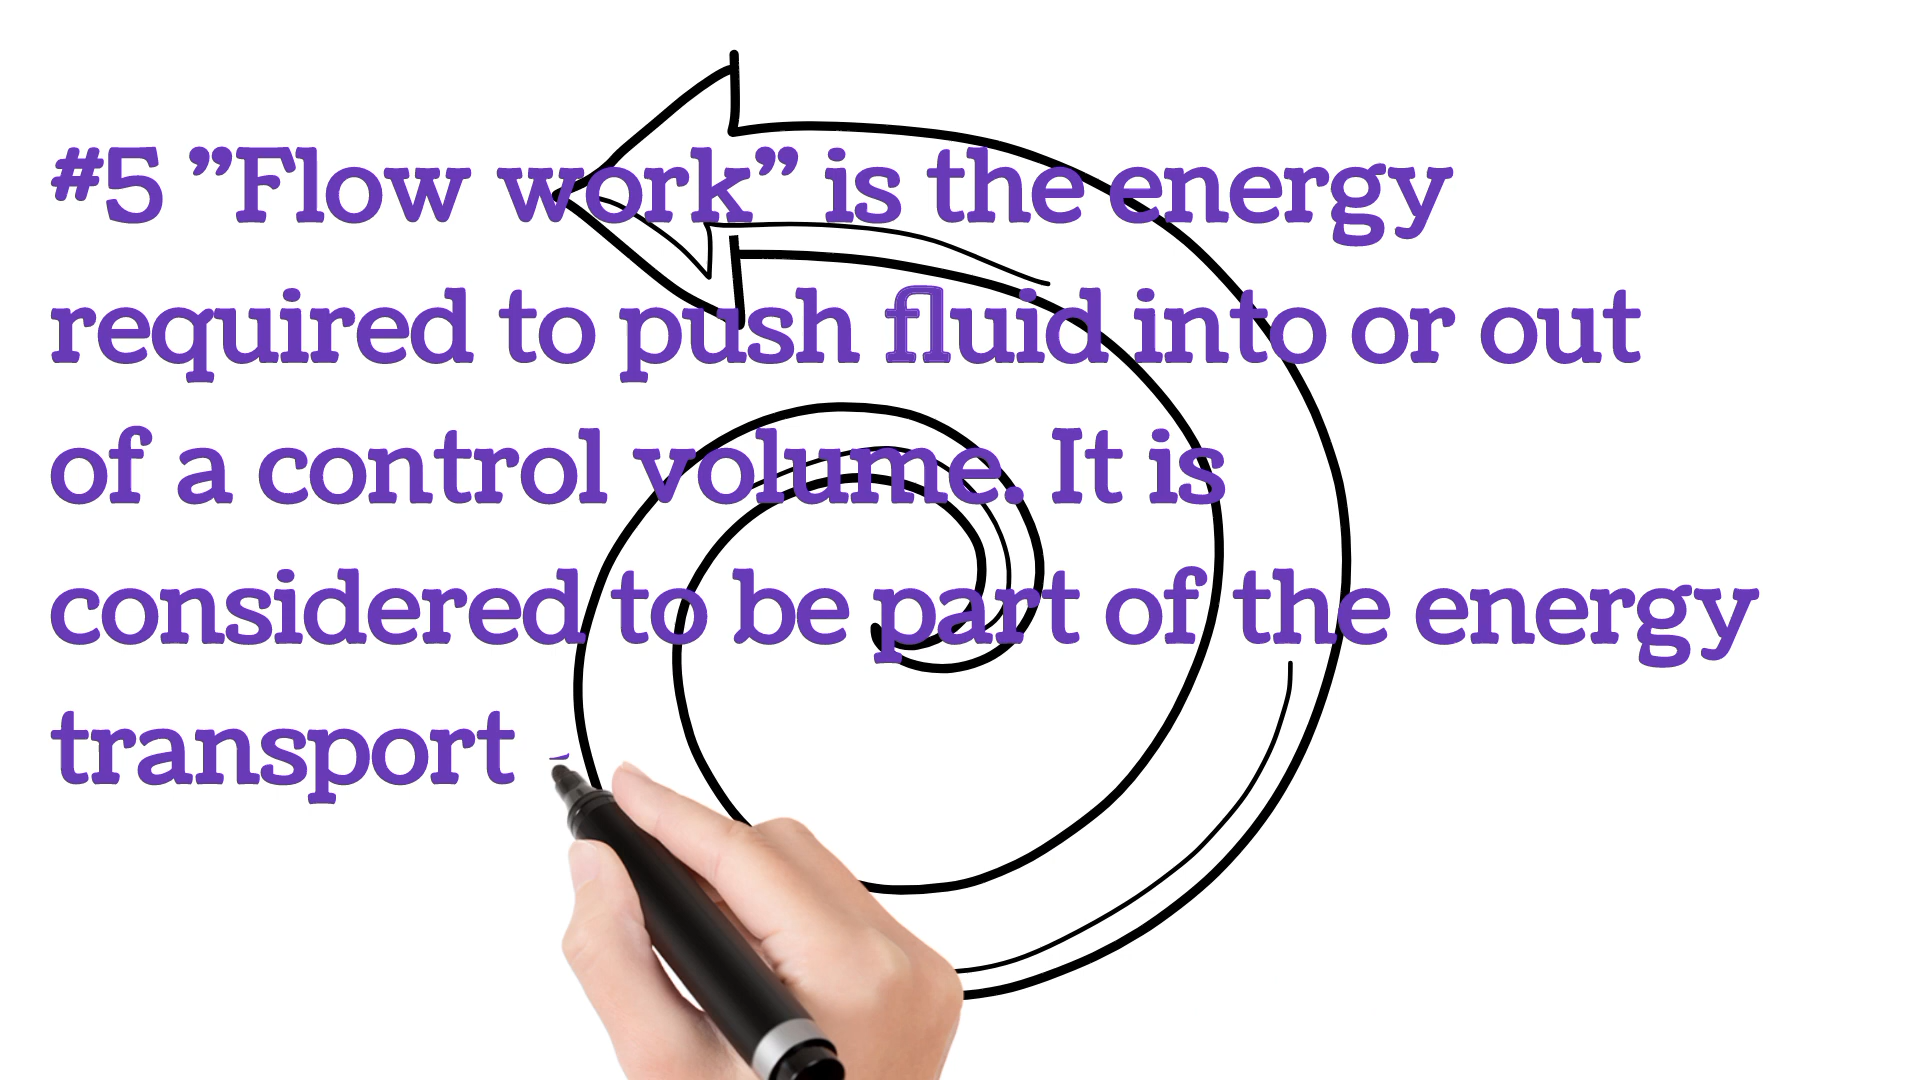 #5 ”Flow work” is the energy
required to push fluid into or out
of a control volume. It is
considered to be part of the energy
transport